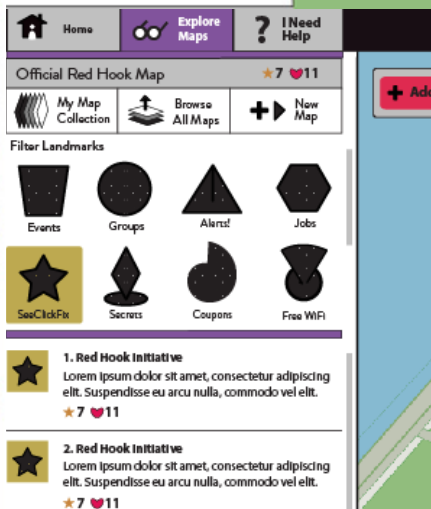 Home
Explore
Maps
I Need
Help
Official Red Hook Map
7 11
My Map
Collection
Browse
All Maps
New
Map
Filter Landmarks
Events
Groups
Alerts!
Jobs
SeeClickFix
Secrets
Coupons
Free WiFi
1. Red Hook Initiative
Lorem ipsum dolor sit amet, consectetur adipiscing
elit. Suspendisse eu arcu nulla, commodo vel elit.
7 11
2. Red Hook Initiative
Lorem ipsum dolor sit amet, consectetur adipiscing
elit. Suspendisse eu arcu nulla, commodo vel elit.
7 11